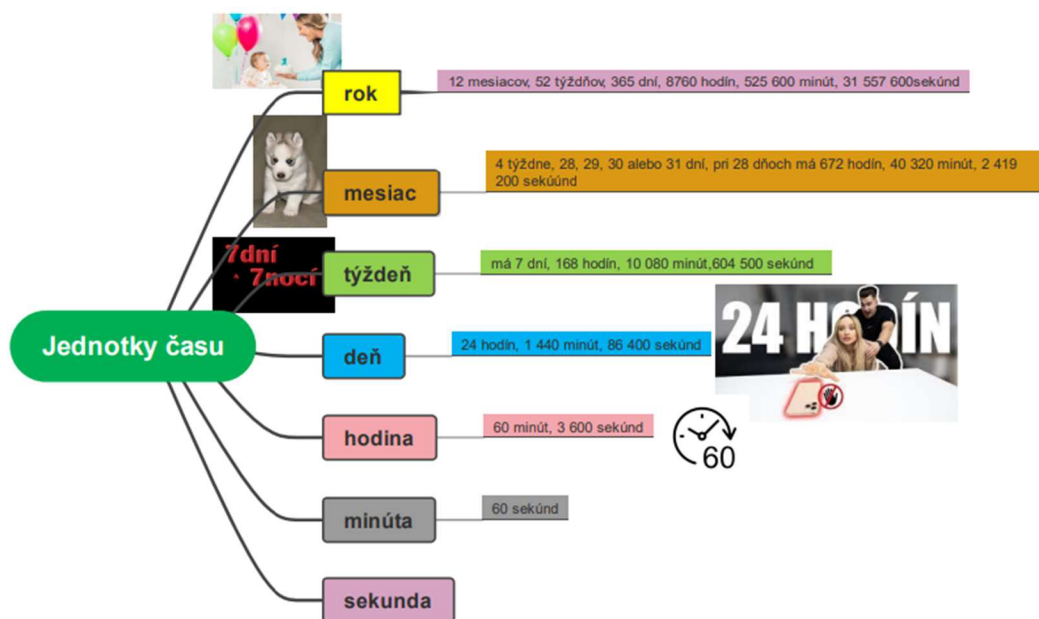 rok
12 mesiacov, 52 týždňov, 365 dní, 8760 hodín, 525 600 minút, 31 557 600sekúnd
mesiac
4 týždne, 28, 29, 30 alebo 31 dní, pri 28 dňoch má 672 hodín, 40 320 minút, 2 419
200 sekúúnd
7dní
7nocí
týždeň
má 7 dní, 168 hodín, 10 080 minút,604 500 sekúnd
Jednotky času
deň
24 hodín, 1 440 minút, 86 400 sekúnd
24 HODÍN
hodina
60 minút, 3 600 sekúnd
60
minúta
60 sekúnd
sekunda